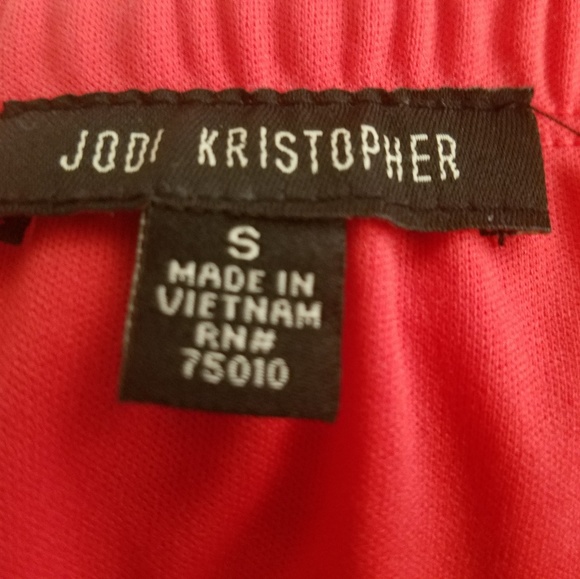 JODI KRISTOPHER
S
MADE IN
VIETNAM
RN#
75010